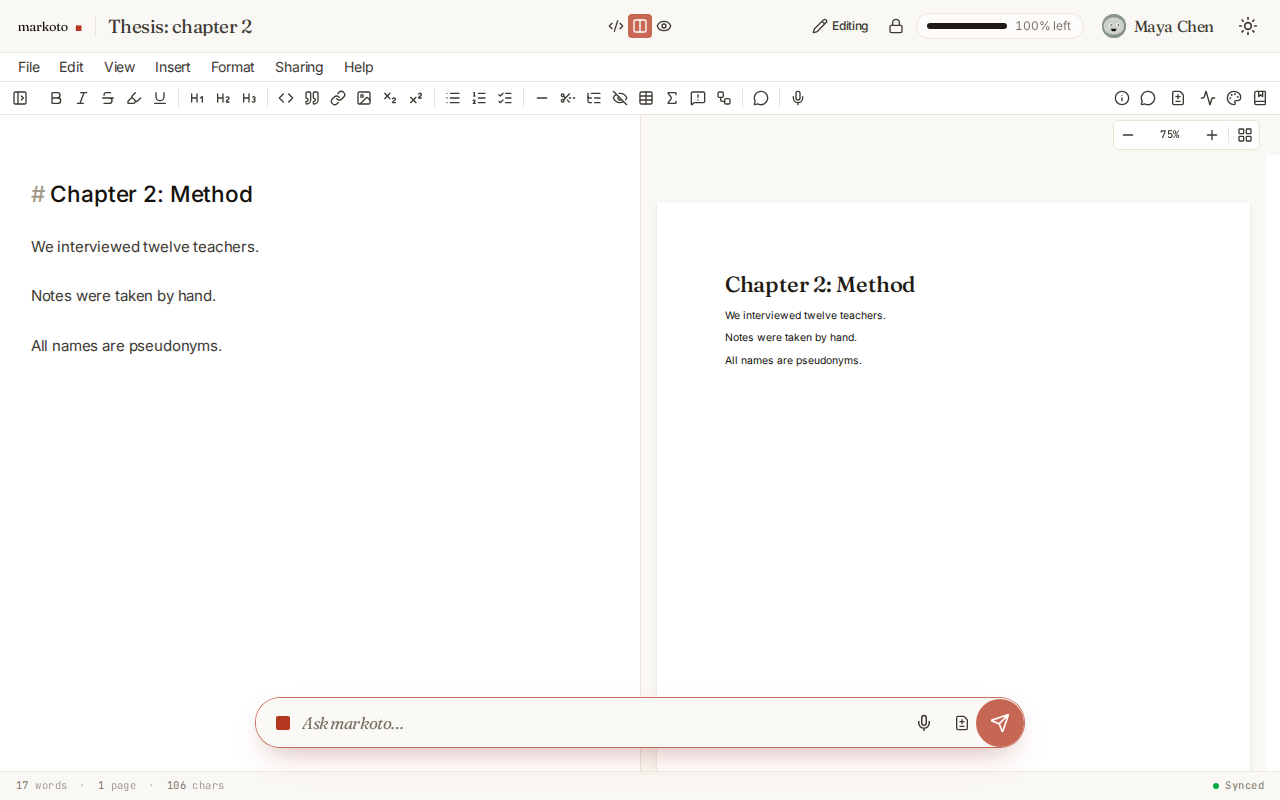 markoto
Thesis: chapter 2
Editing
100% left
Maya Chen
File Edit View Insert Format Sharing Help
H1 H2 H3
75%
# Chapter 2: Method
We interviewed twelve teachers.
Notes were taken by hand.
All names are pseudonyms.
Chapter 2: Method
We interviewed twelve teachers.
Notes were taken by hand.
All names are pseudonyms.
Ask markoto...
17 words · 1 page · 106 chars
Synced